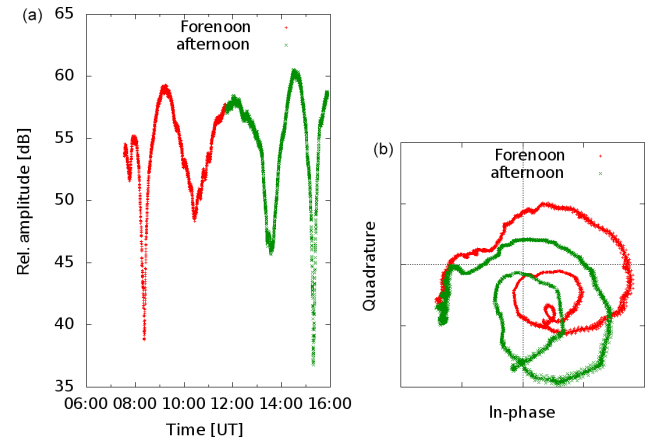 (a)
65
60
55
50
45
40
35
Rel. amplitude [dB]
Forenoon
afternoon
06:00 08:00 10:00 12:00 14:00 16:00
Time [UT]
(b)
Forenoon
afternoon
Quadrature
In-phase